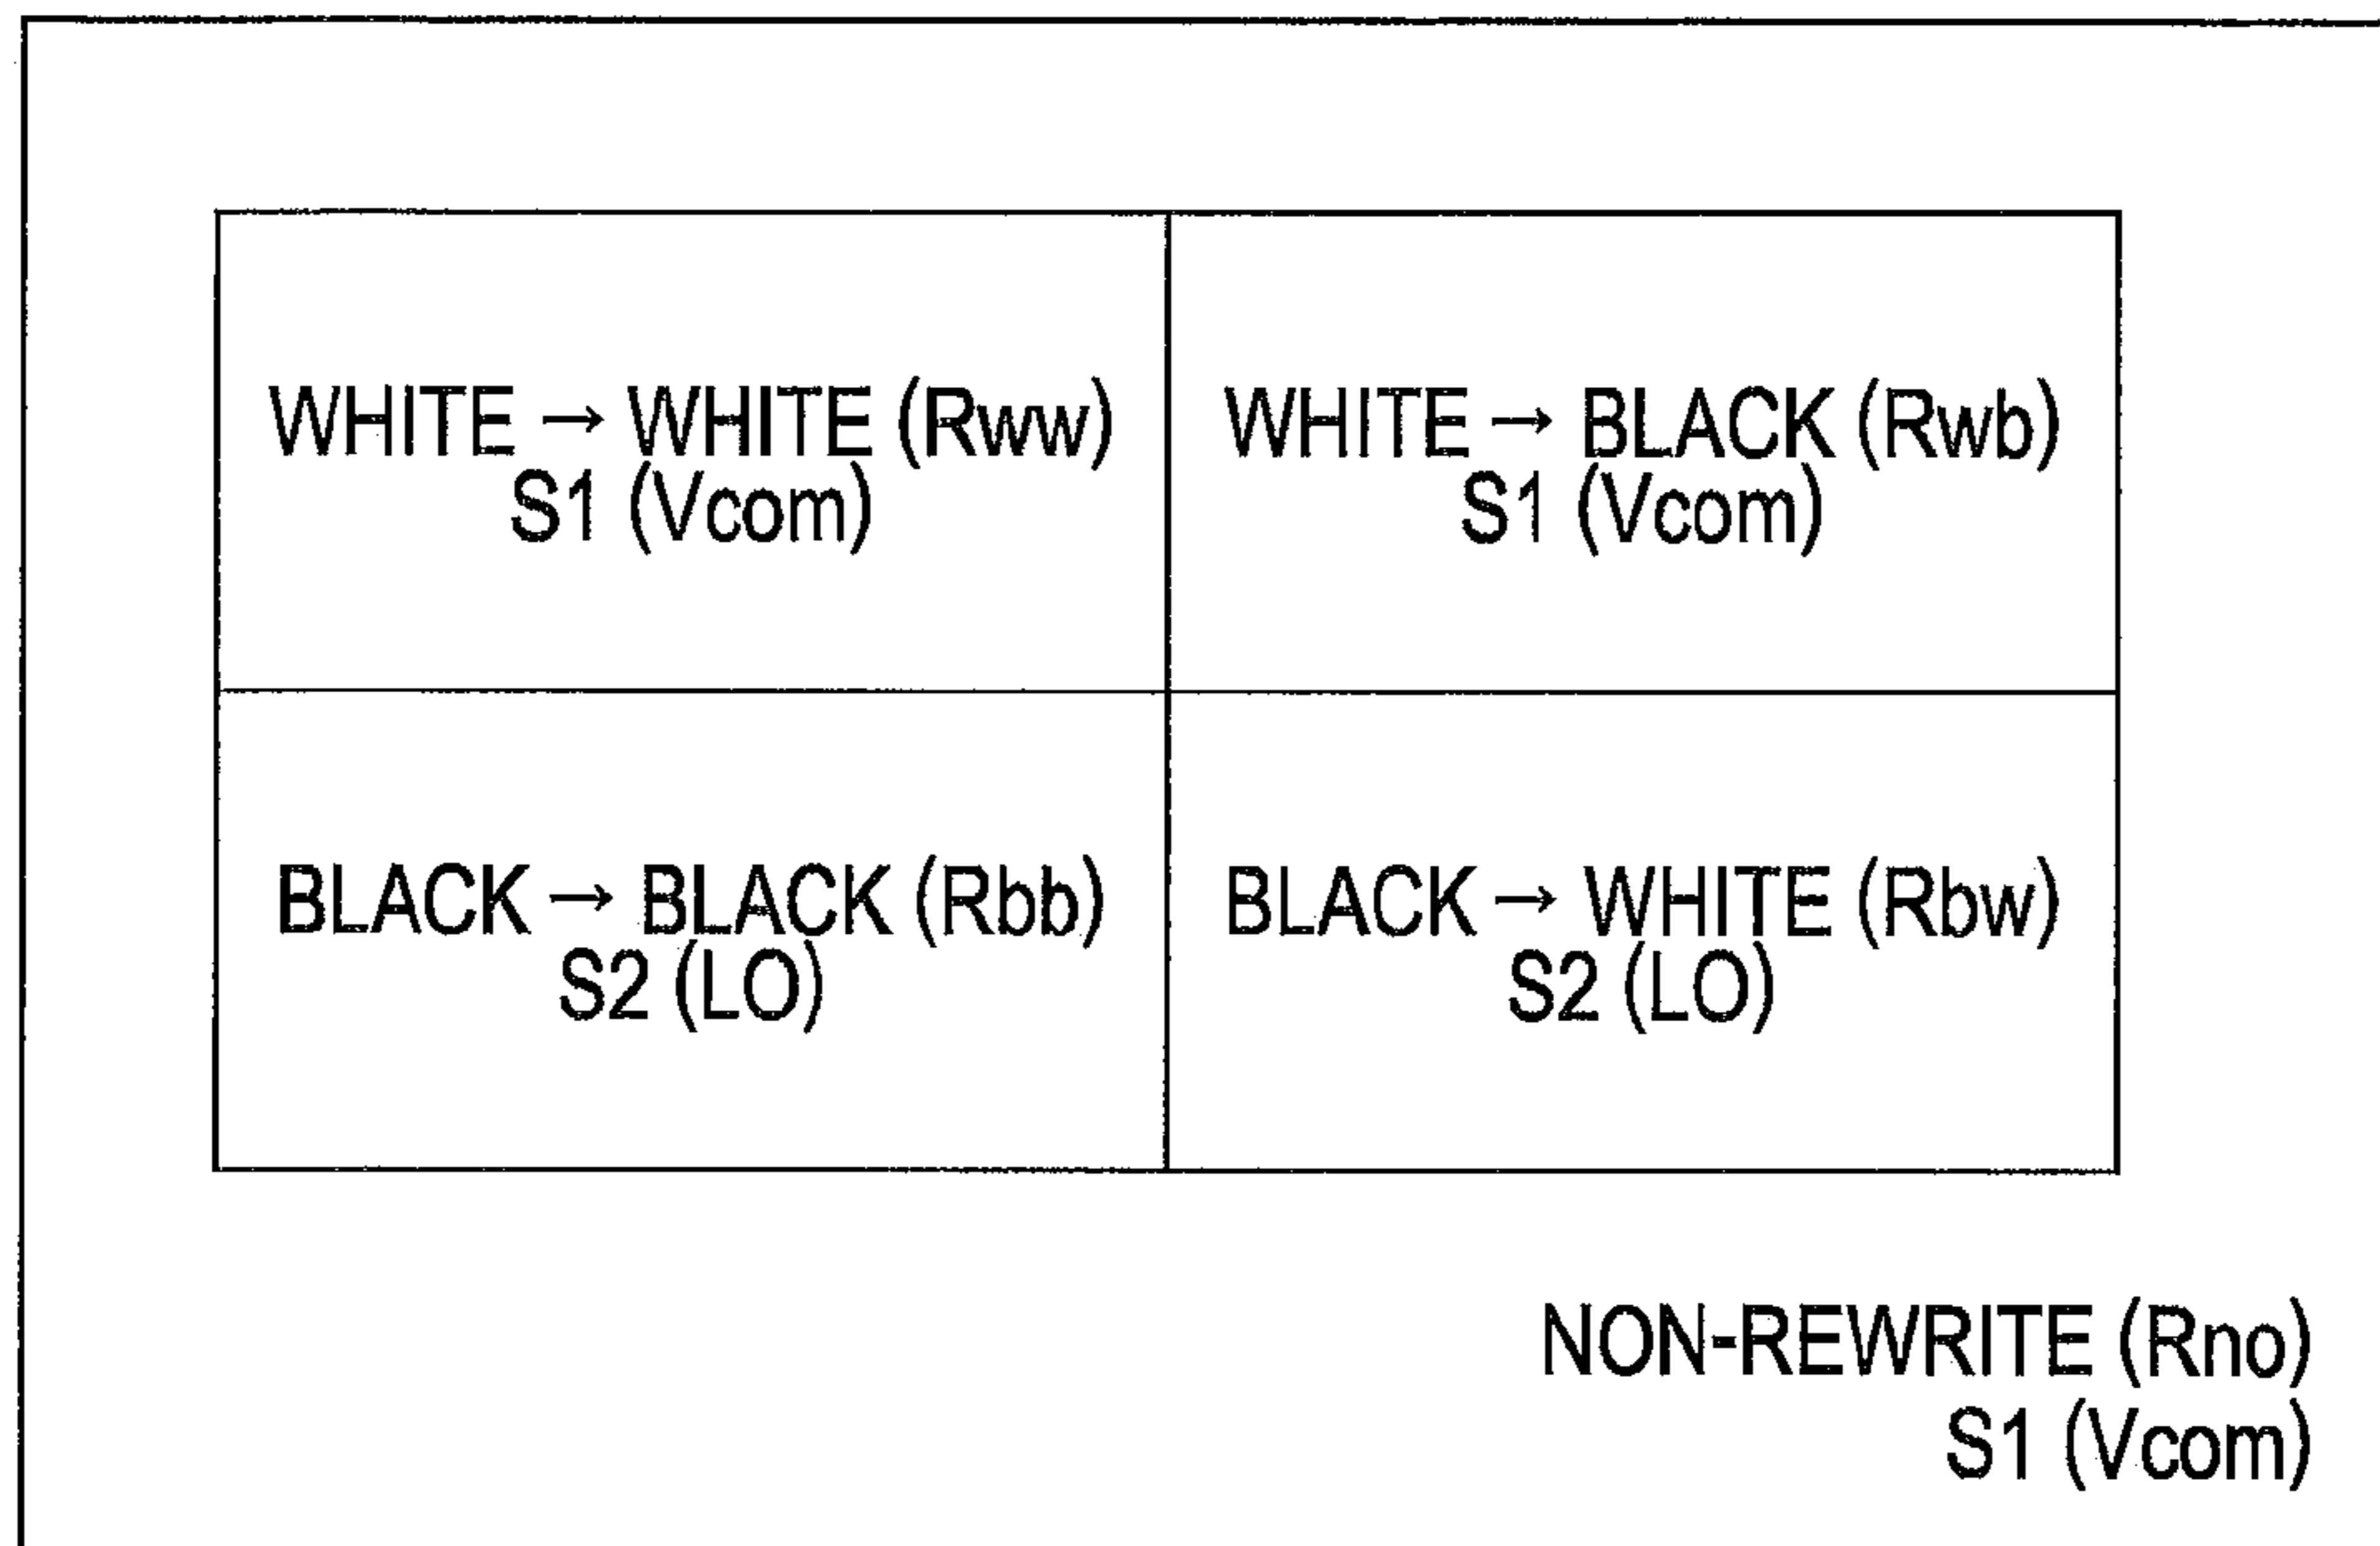 WHITE → WHITE (Rww)
S1 (Vcom)
WHITE → BLACK (Rwb)
S1 (Vcom)
BLACK → BLACK (Rbb)
S2 (LO)
BLACK → WHITE (Rbw)
S2 (LO)
NON-REWRITE (Rno)
S1 (Vcom)